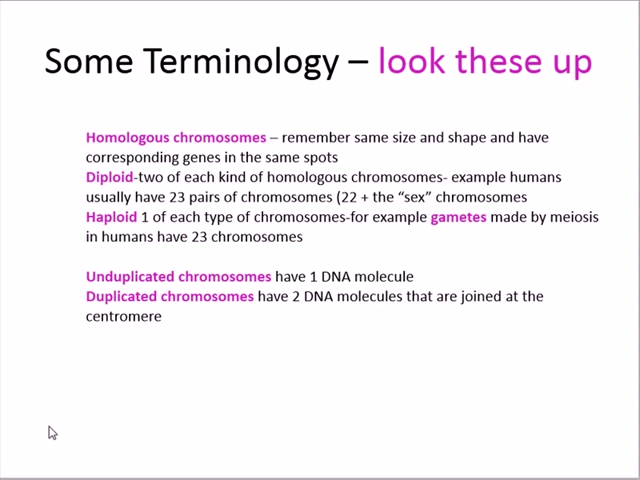 Some Terminology – look these up
Homologous chromosomes – remember same size and shape and have
corresponding genes in the same spots
Diploid-two of each kind of homologous chromosomes- example humans
usually have 23 pairs of chromosomes (22 + the “sex” chromosomes
Haploid 1 of each type of chromosomes-for example gametes made by meiosis
in humans have 23 chromosomes
Unduplicated chromosomes have 1 DNA molecule
Duplicated chromosomes have 2 DNA molecules that are joined at the
centromere